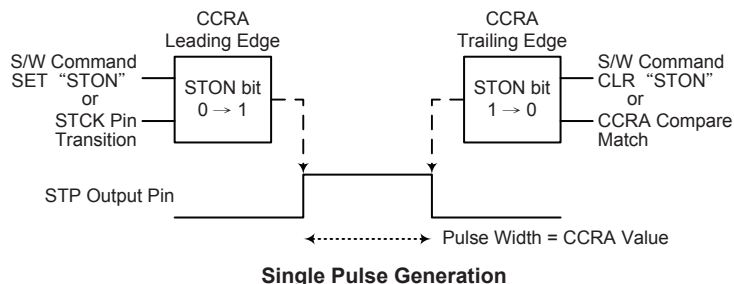 CCRA
Leading Edge
CCRA
Trailing Edge
S/W Command
SET “STON”
or
STCK Pin
Transition
STON bit
0 → 1
STON bit
1 → 0
S/W Command
CLR “STON”
or
CCRA Compare
Match
STP Output Pin
Pulse Width = CCRA Value
Single Pulse Generation